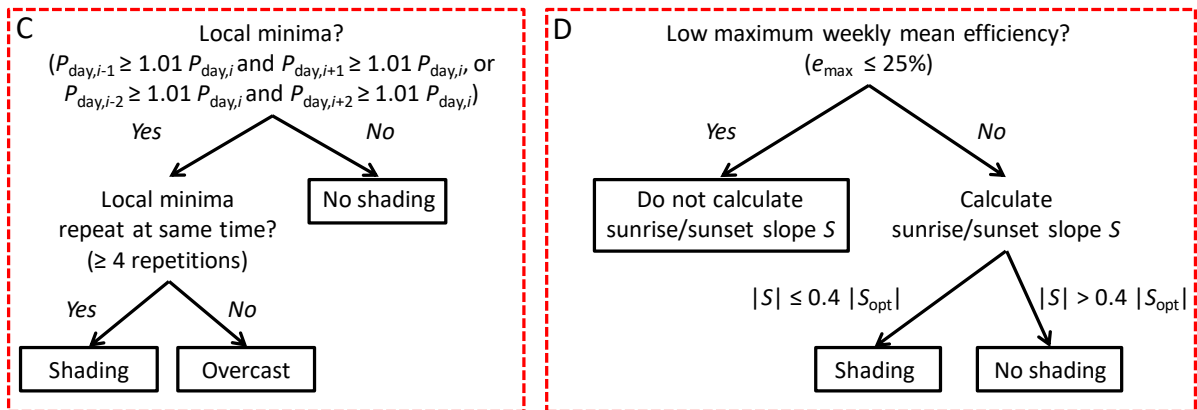 C
Local minima?
(Pday,i-1 ≥ 1.01 Pday,i and Pday,i+1 ≥ 1.01 Pday,i, or
Pday,i-2 ≥ 1.01 Pday,i and Pday,i+2 ≥ 1.01 Pday,i)
Yes
No
Local minima
repeat at same time?
(≥ 4 repetitions)
No shading
Yes
No
Shading
Overcast
D
Low maximum weekly mean efficiency?
(emax ≤ 25%)
Yes
No
Do not calculate
sunrise/sunset slope S
Calculate
sunrise/sunset slope S
|S| ≤ 0.4 |Sopt|
|S| > 0.4 |Sopt|
Shading
No shading